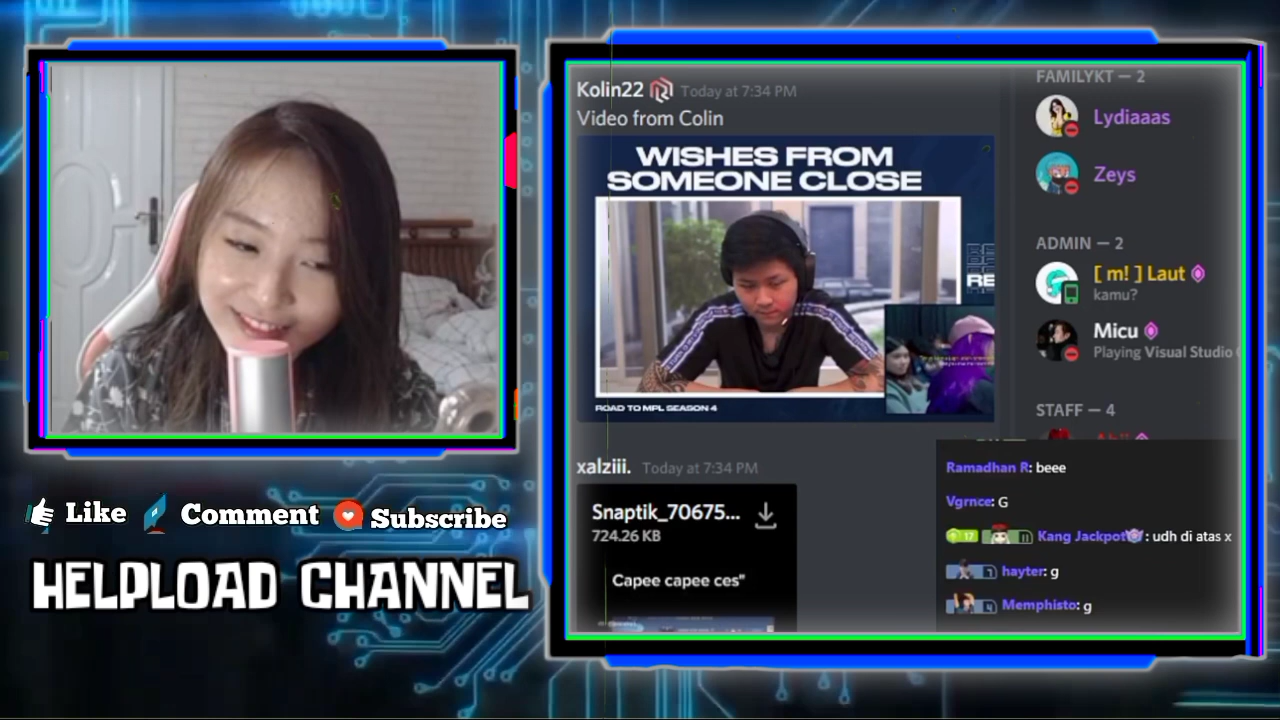 Like
Comment
Subscribe
HELPLOAD CHANNEL
Kolin22 Today at 7:34 PM
Video from Colin
WISHES FROM
SOMEONE CLOSE
RE
ROAD TO MPL SEASON 4
xalziii. Today at 7:34 PM
Snaptik_70675...
724.26 KB
Capee capee ces"
FAMILYKT — 2
Lydiaaas
Zeys
ADMIN — 2
[ m! ] Laut
kamu?
Micu
Playing Visual Studio
STAFF — 4
Ramadhan R: beee
Vgrnce: G
17 Kang Jackpot : udh di atas x
hayter: g
Memphisto: g